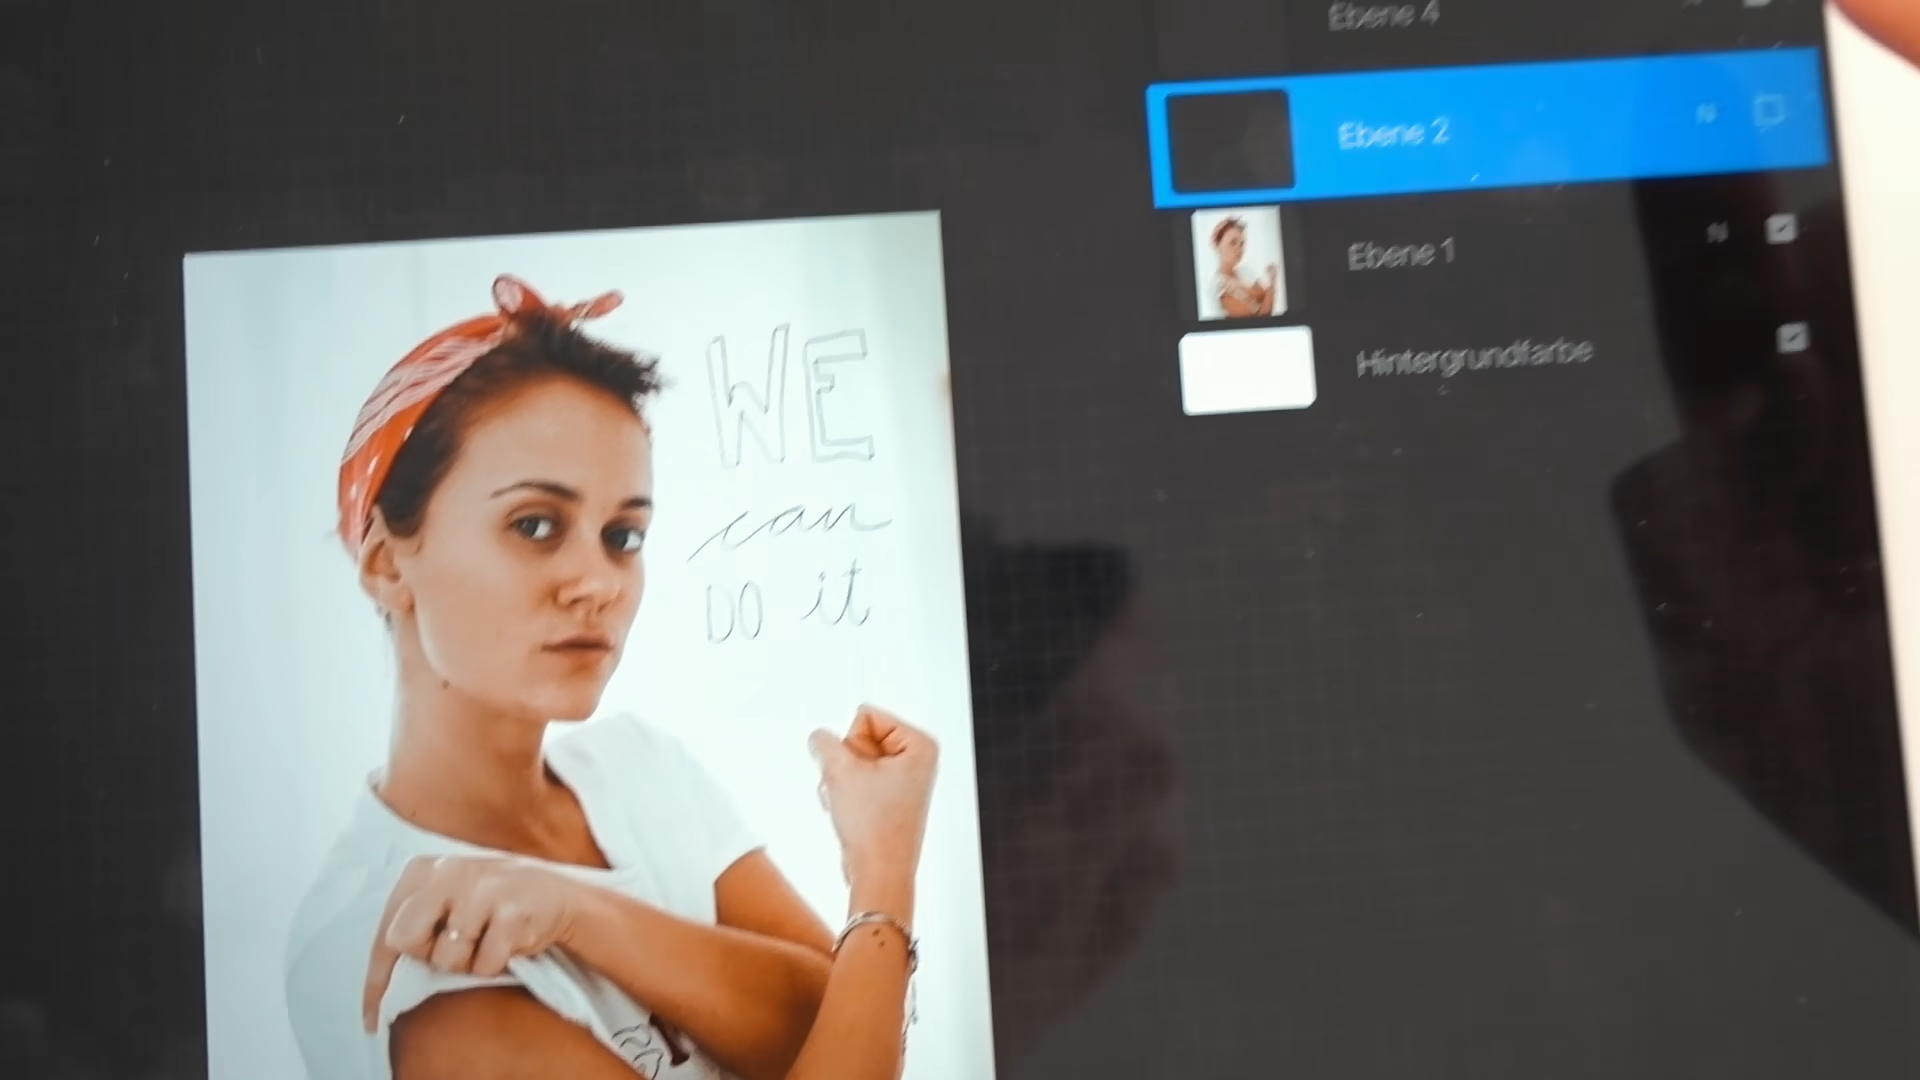 Ebene 4
Ebene 2 N
Ebene 1 N
Hintergrundfarbe
WE
can
DO it